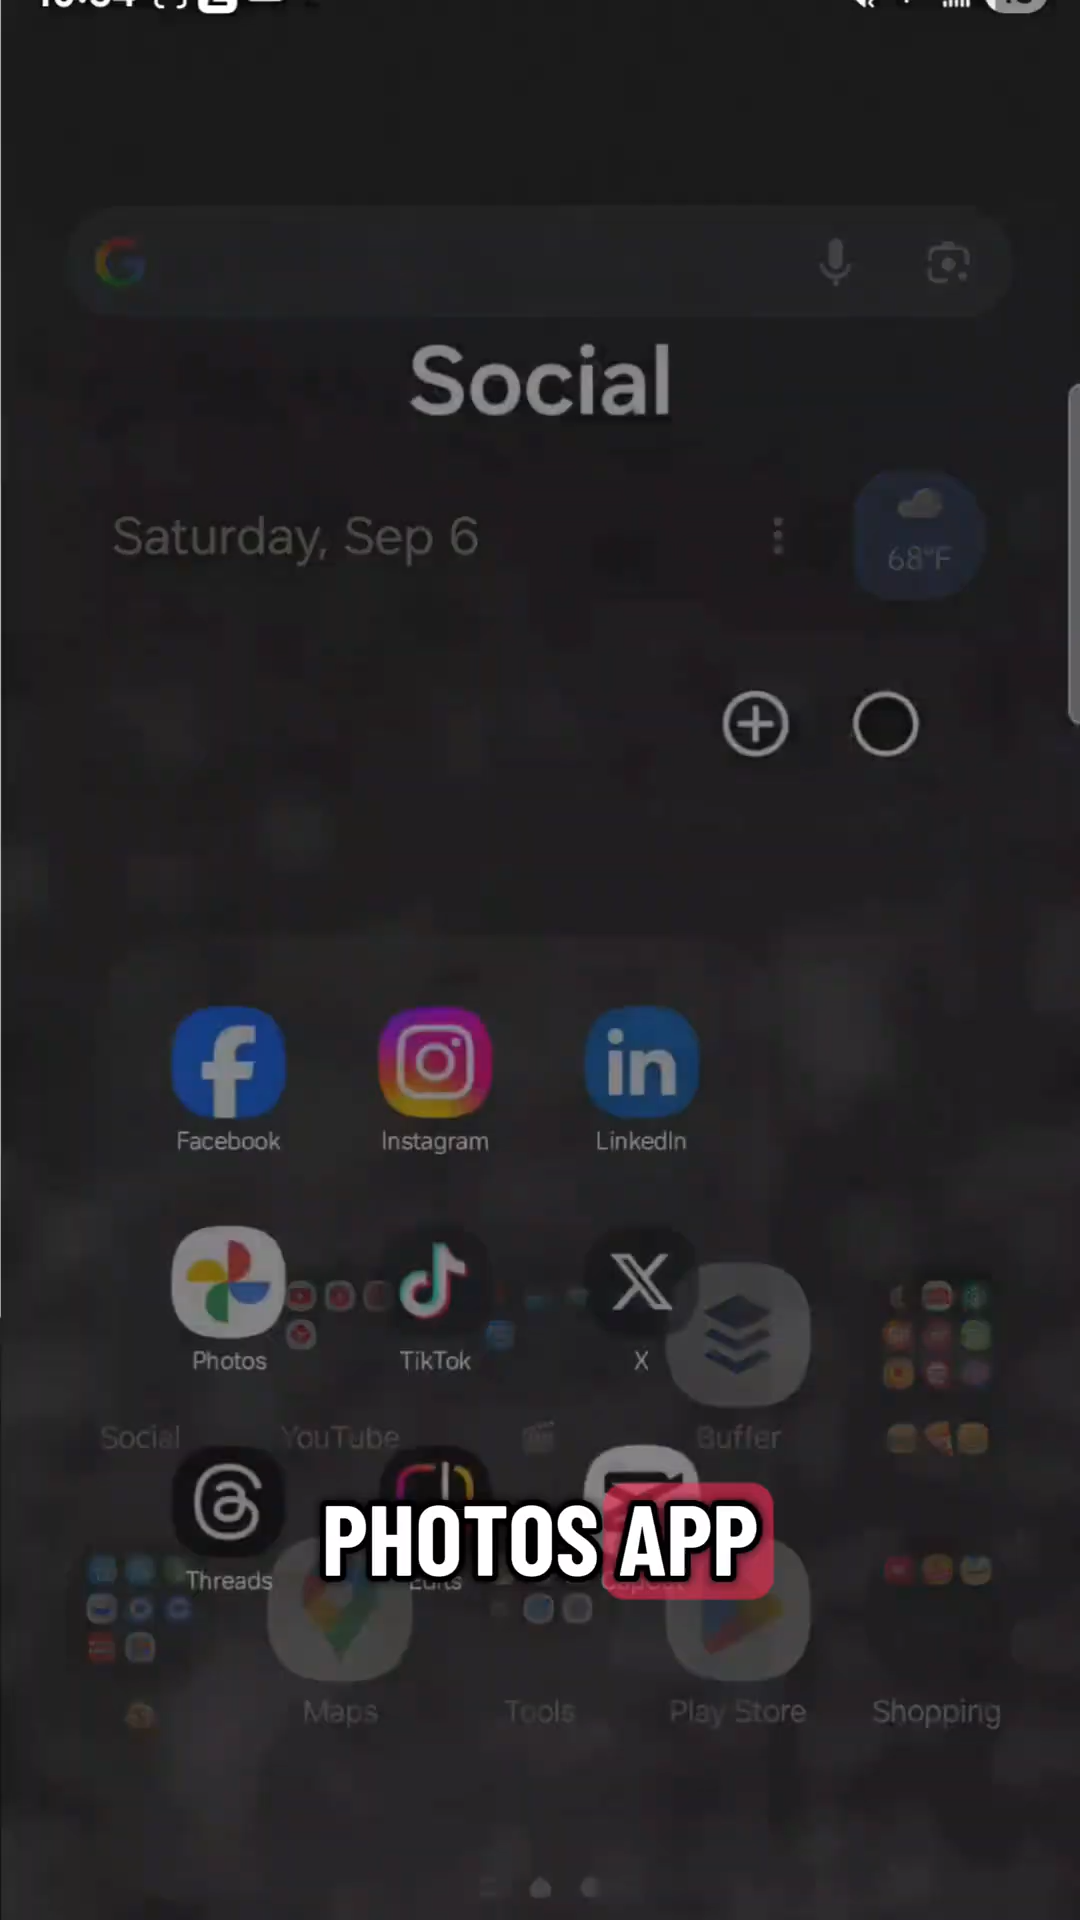 Social
Saturday, Sep 6
68°F
Facebook
Instagram
LinkedIn
Photos
TikTok
X
Social
YouTube
Buffer
PHOTOS APP
Threads
Edits
Maps
Tools
Play Store
Shopping